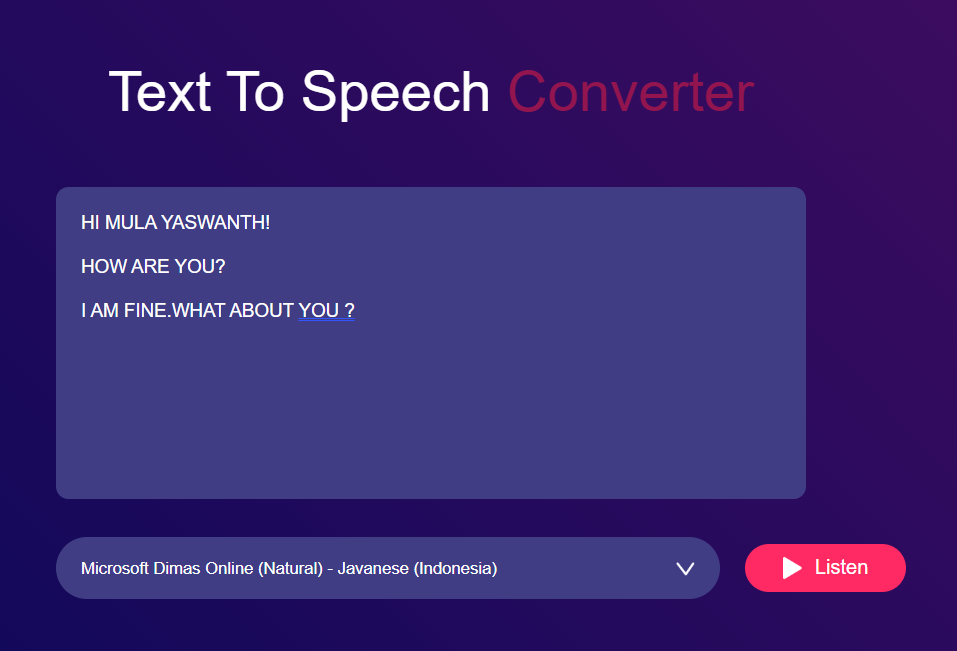 Text To Speech Converter
HI MULA YASWANTH!
HOW ARE YOU?
I AM FINE.WHAT ABOUT YOU ?
Microsoft Dimas Online (Natural) - Javanese (Indonesia)
Listen